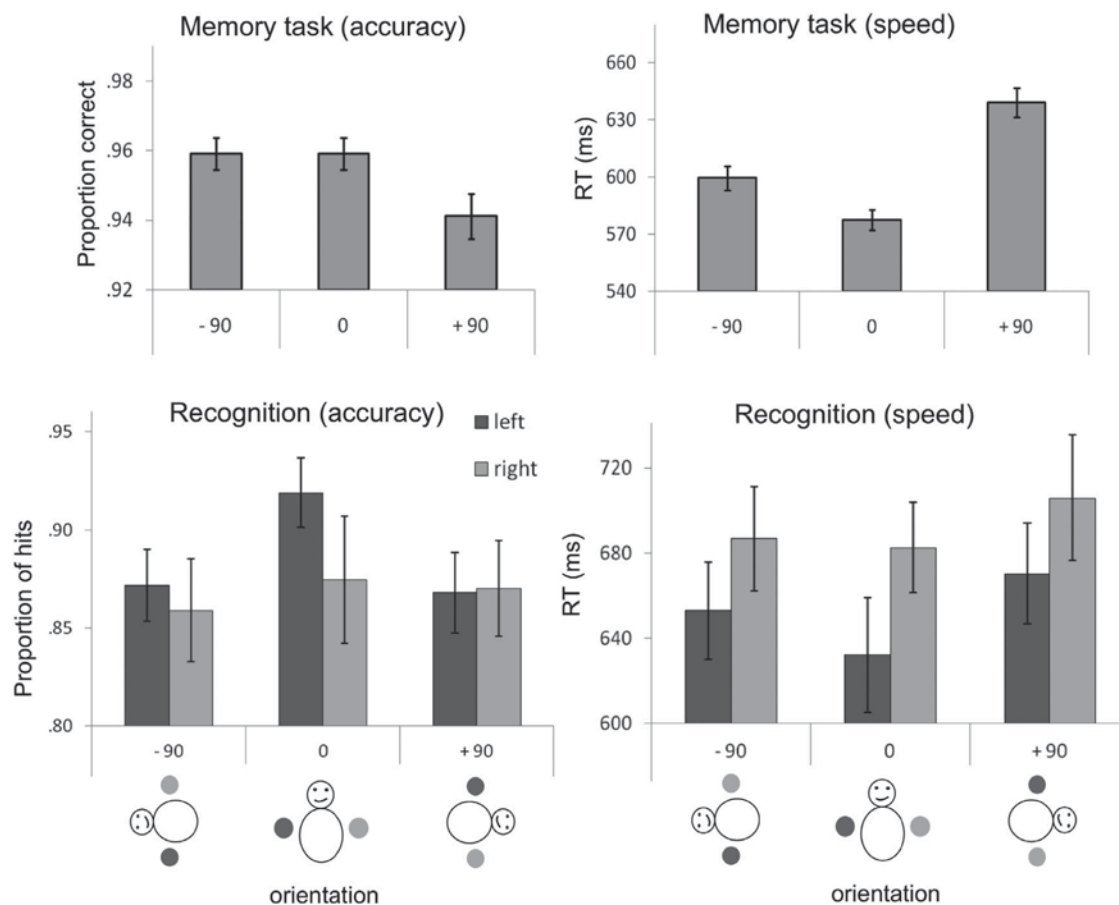 Memory task (accuracy)
Proportion correct
.98
.96
.94
.92
- 90 0 + 90
Memory task (speed)
RT (ms)
660
630
600
570
540
- 90 0 + 90
Recognition (accuracy)
left
right
Proportion of hits
.95
.90
.85
.80
- 90 0 + 90
orientation
Recognition (speed)
RT (ms)
720
680
640
600
- 90 0 + 90
orientation